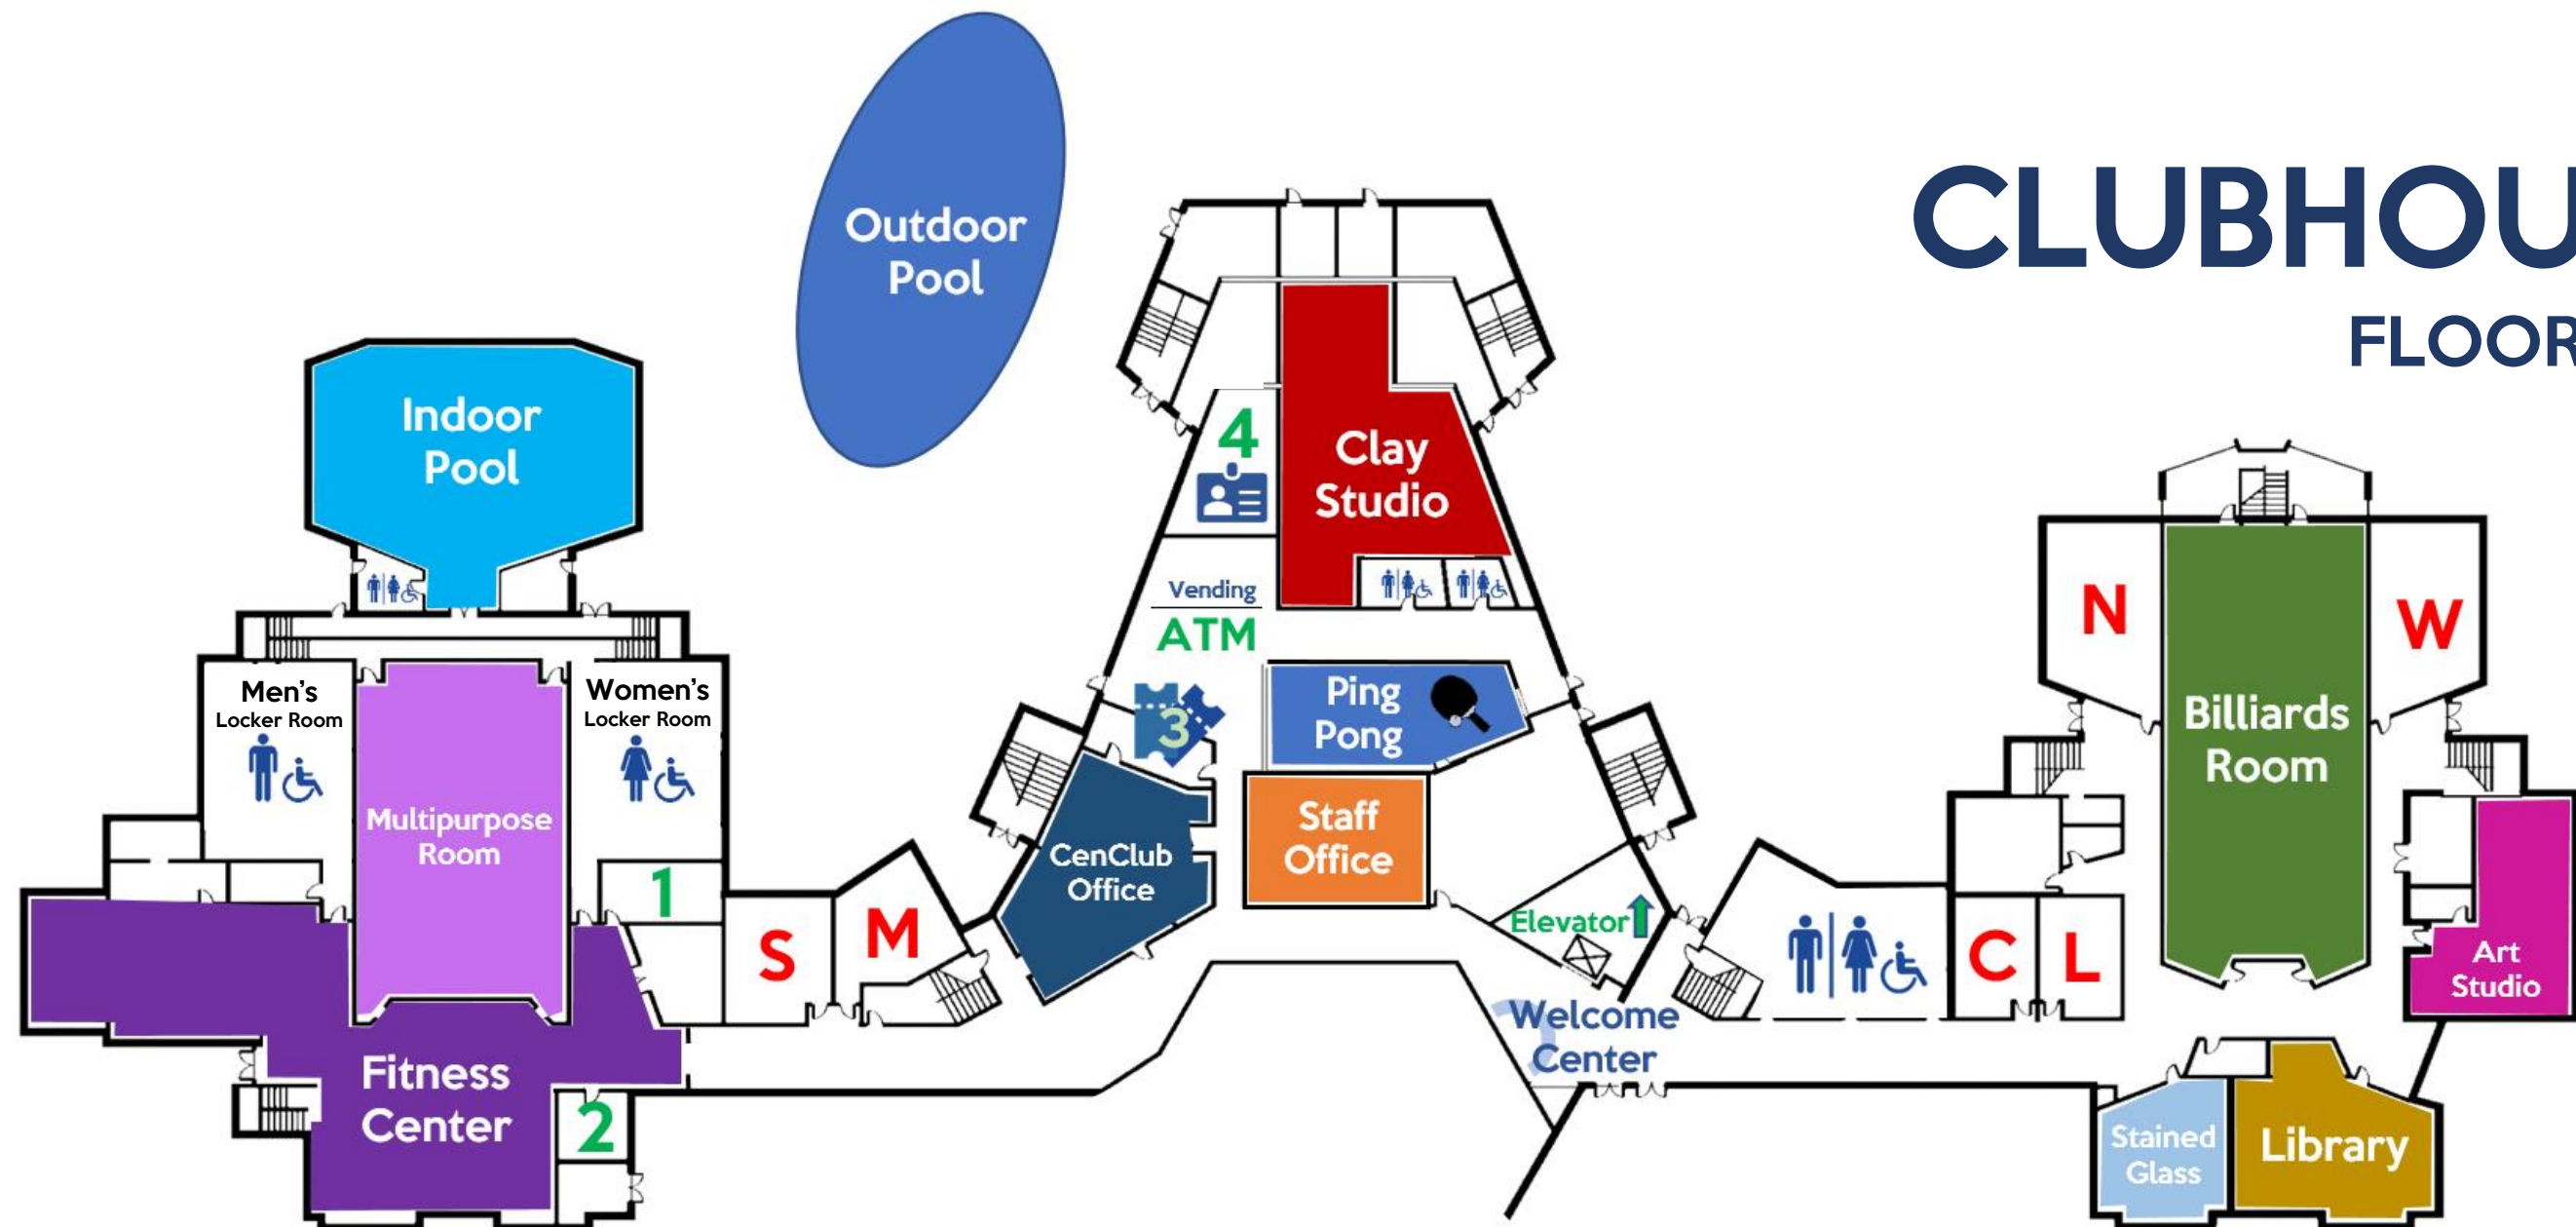 CLUBHOU
FLOOR
Outdoor
Pool
Indoor
Pool
Men's
Locker Room
Women's
Locker Room
Multipurpose
Room
1
S
M
Fitness
Center
2
4
Clay
Studio
Vending
ATM
3
Ping
Pong
Staff
Office
CenClub
Office
Elevator
Welcome
Center
N
W
Billiards
Room
C
L
Art
Studio
Stained
Glass
Library